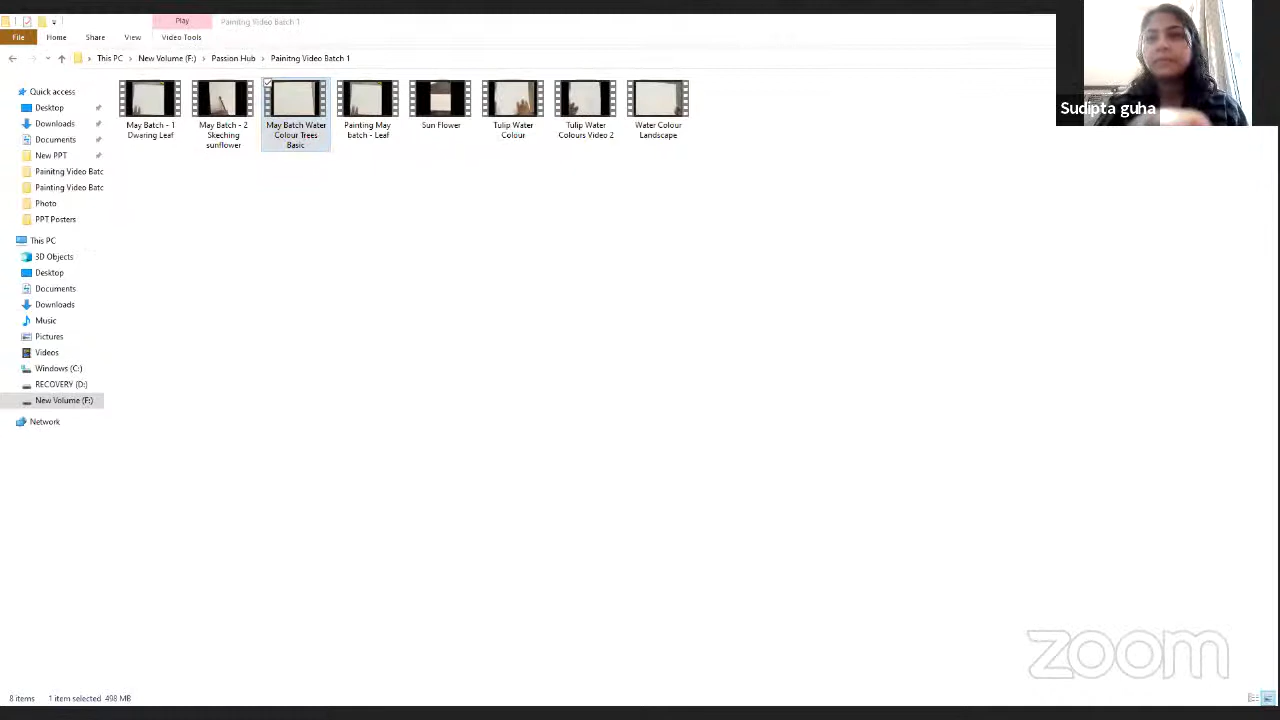 Play
Painitng Video Batch 1
File
Home
Share
View
Video Tools
This PC
New Volume (F:)
Passion Hub
Painitng Video Batch 1
Sudipta guha
Quick access
Desktop
Downloads
Documents
New PPT
Painitng Video Batc
Painting Video Batc
Photo
PPT Posters
This PC
3D Objects
Desktop
Documents
Downloads
Music
Pictures
Videos
Windows (C:)
RECOVERY (D:)
New Volume (F:)
Network
May Batch - 1
Dwaring Leaf
May Batch - 2
Skeching
sunflower
May Batch Water
Colour Trees
Basic
Painting May
batch - Leaf
Sun Flower
Tulip Water
Colour
Tulip Water
Colours Video 2
Water Colour
Landscape
zoom
8 items
1 item selected 498 MB